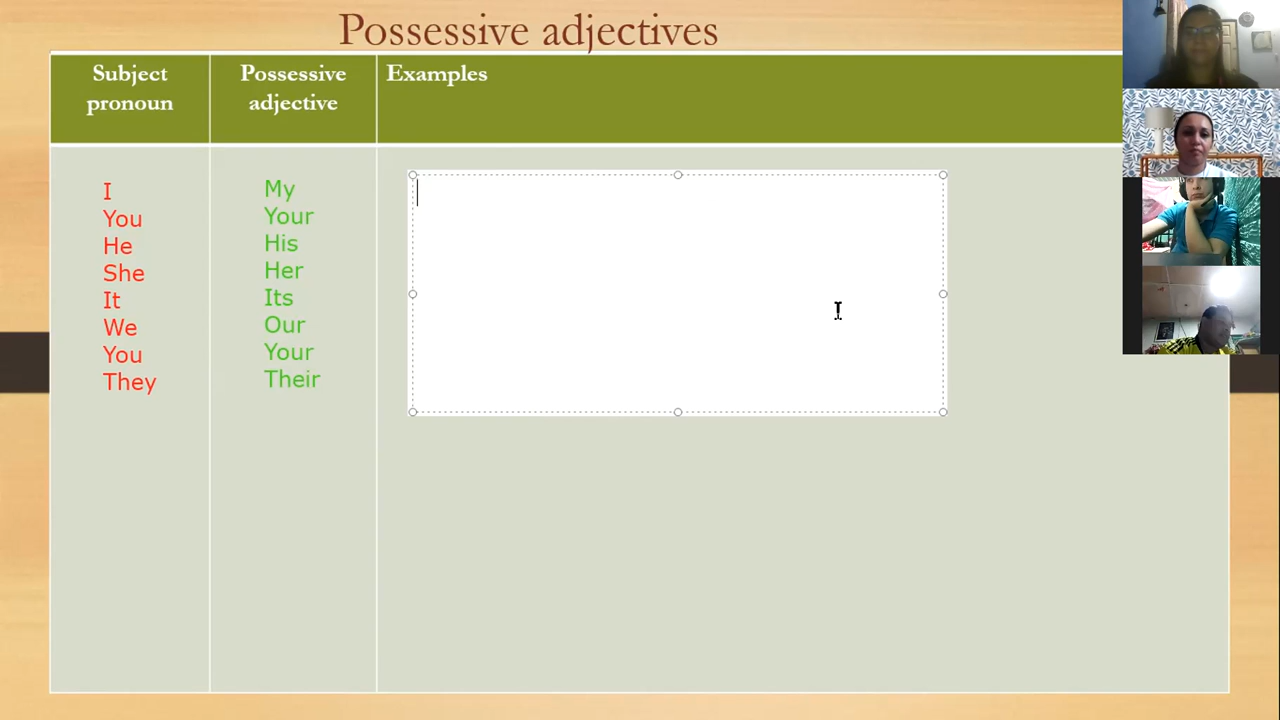 Possessive adjectives
Subject pronoun
Possessive adjective
Examples
I
You
He
She
It
We
You
They
My
Your
His
Her
Its
Our
Your
Their